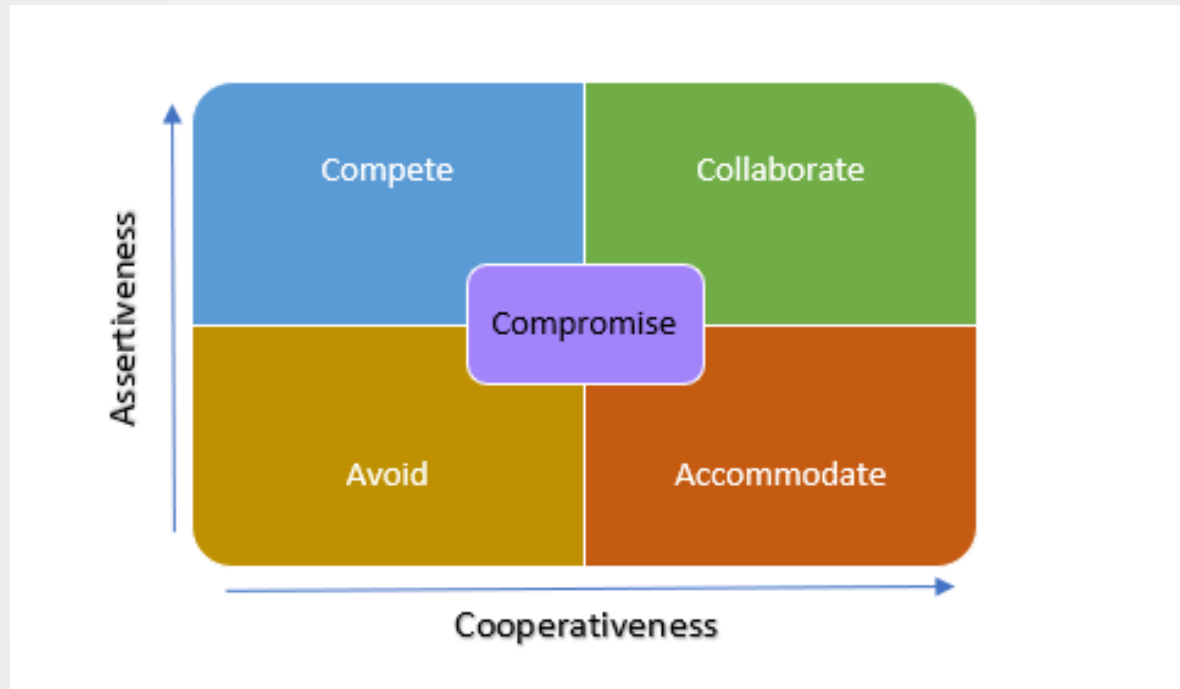 Assertiveness
Compete
Collaborate
Compromise
Avoid
Accommodate
Cooperativeness